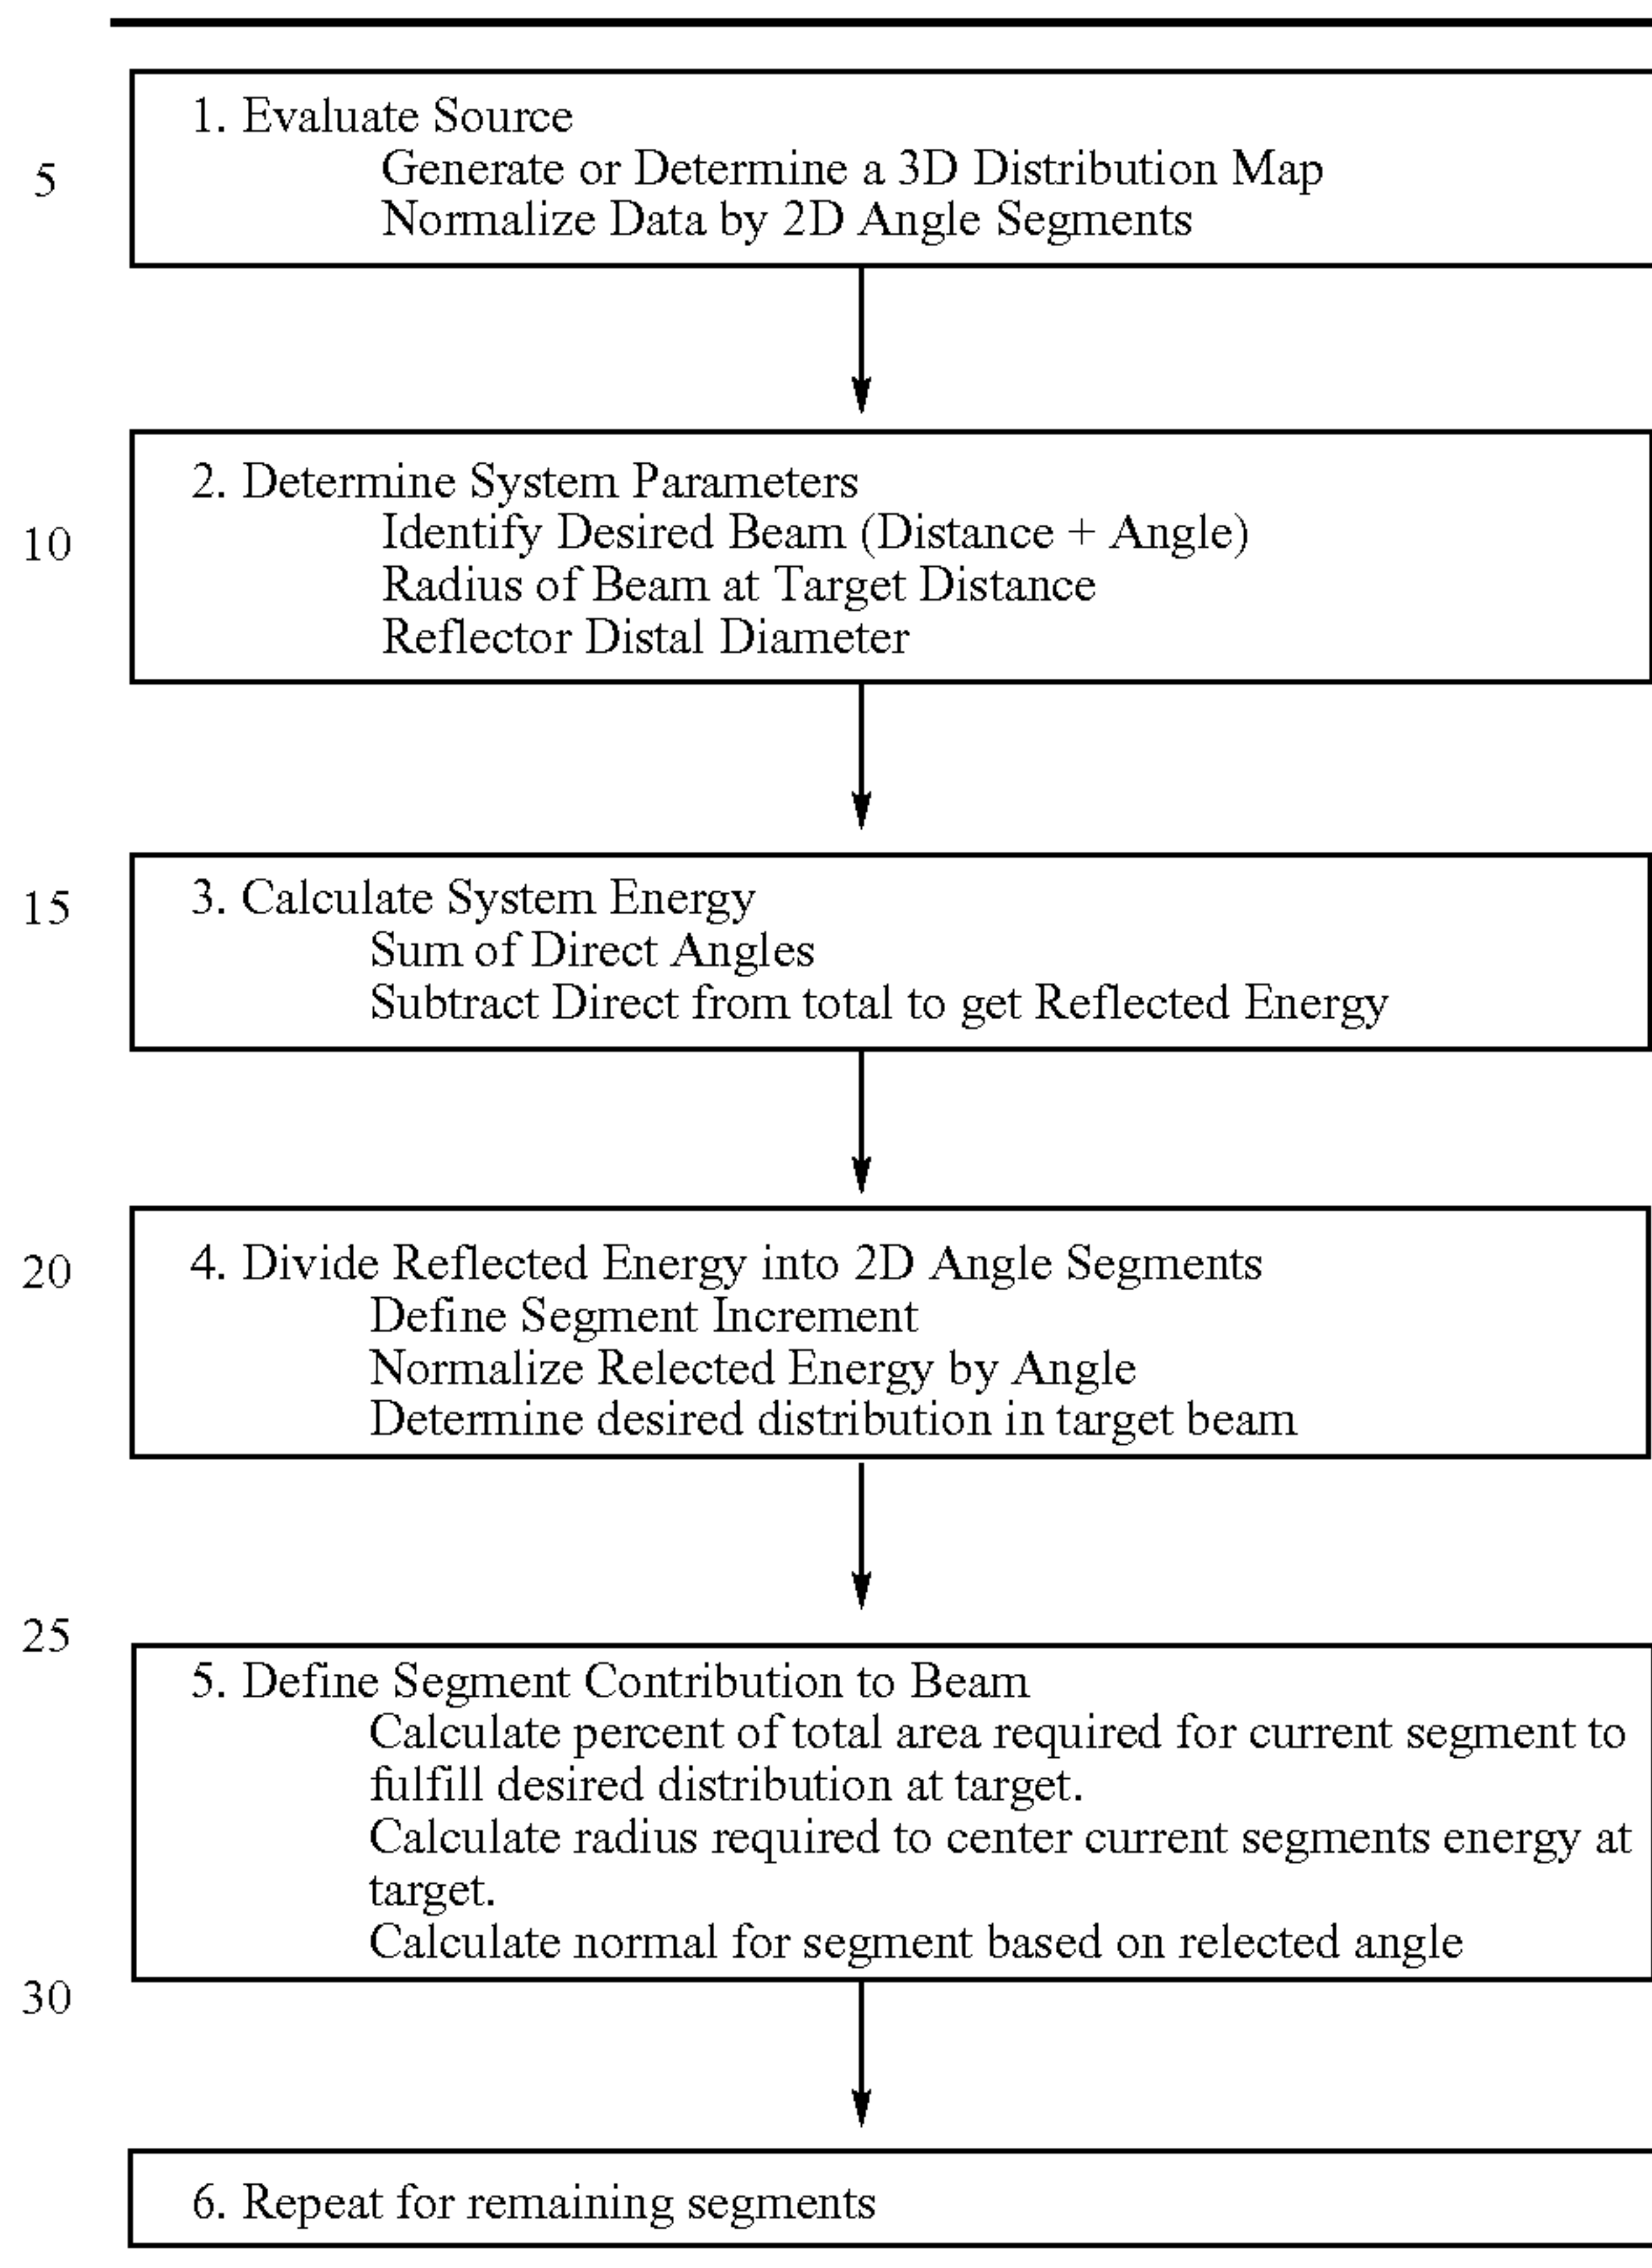 1. Evaluate Source
5
Generate or Determine a 3D Distribution Map
Normalize Data by 2D Angle Segments
2. Determine System Parameters
10
Identify Desired Beam (Distance + Angle)
Radius of Beam at Target Distance
Reflector Distal Diameter
15
3. Calculate System Energy
Sum of Direct Angles
Subtract Direct from total to get Reflected Energy
20
4. Divide Reflected Energy into 2D Angle Segments
Define Segment Increment
Normalize Relected Energy by Angle
Determine desired distribution in target beam
25
5. Define Segment Contribution to Beam
Calculate percent of total area required for current segment to
fulfill desired distribution at target.
Calculate radius required to center current segments energy at
target.
Calculate normal for segment based on relected angle
30
6. Repeat for remaining segments